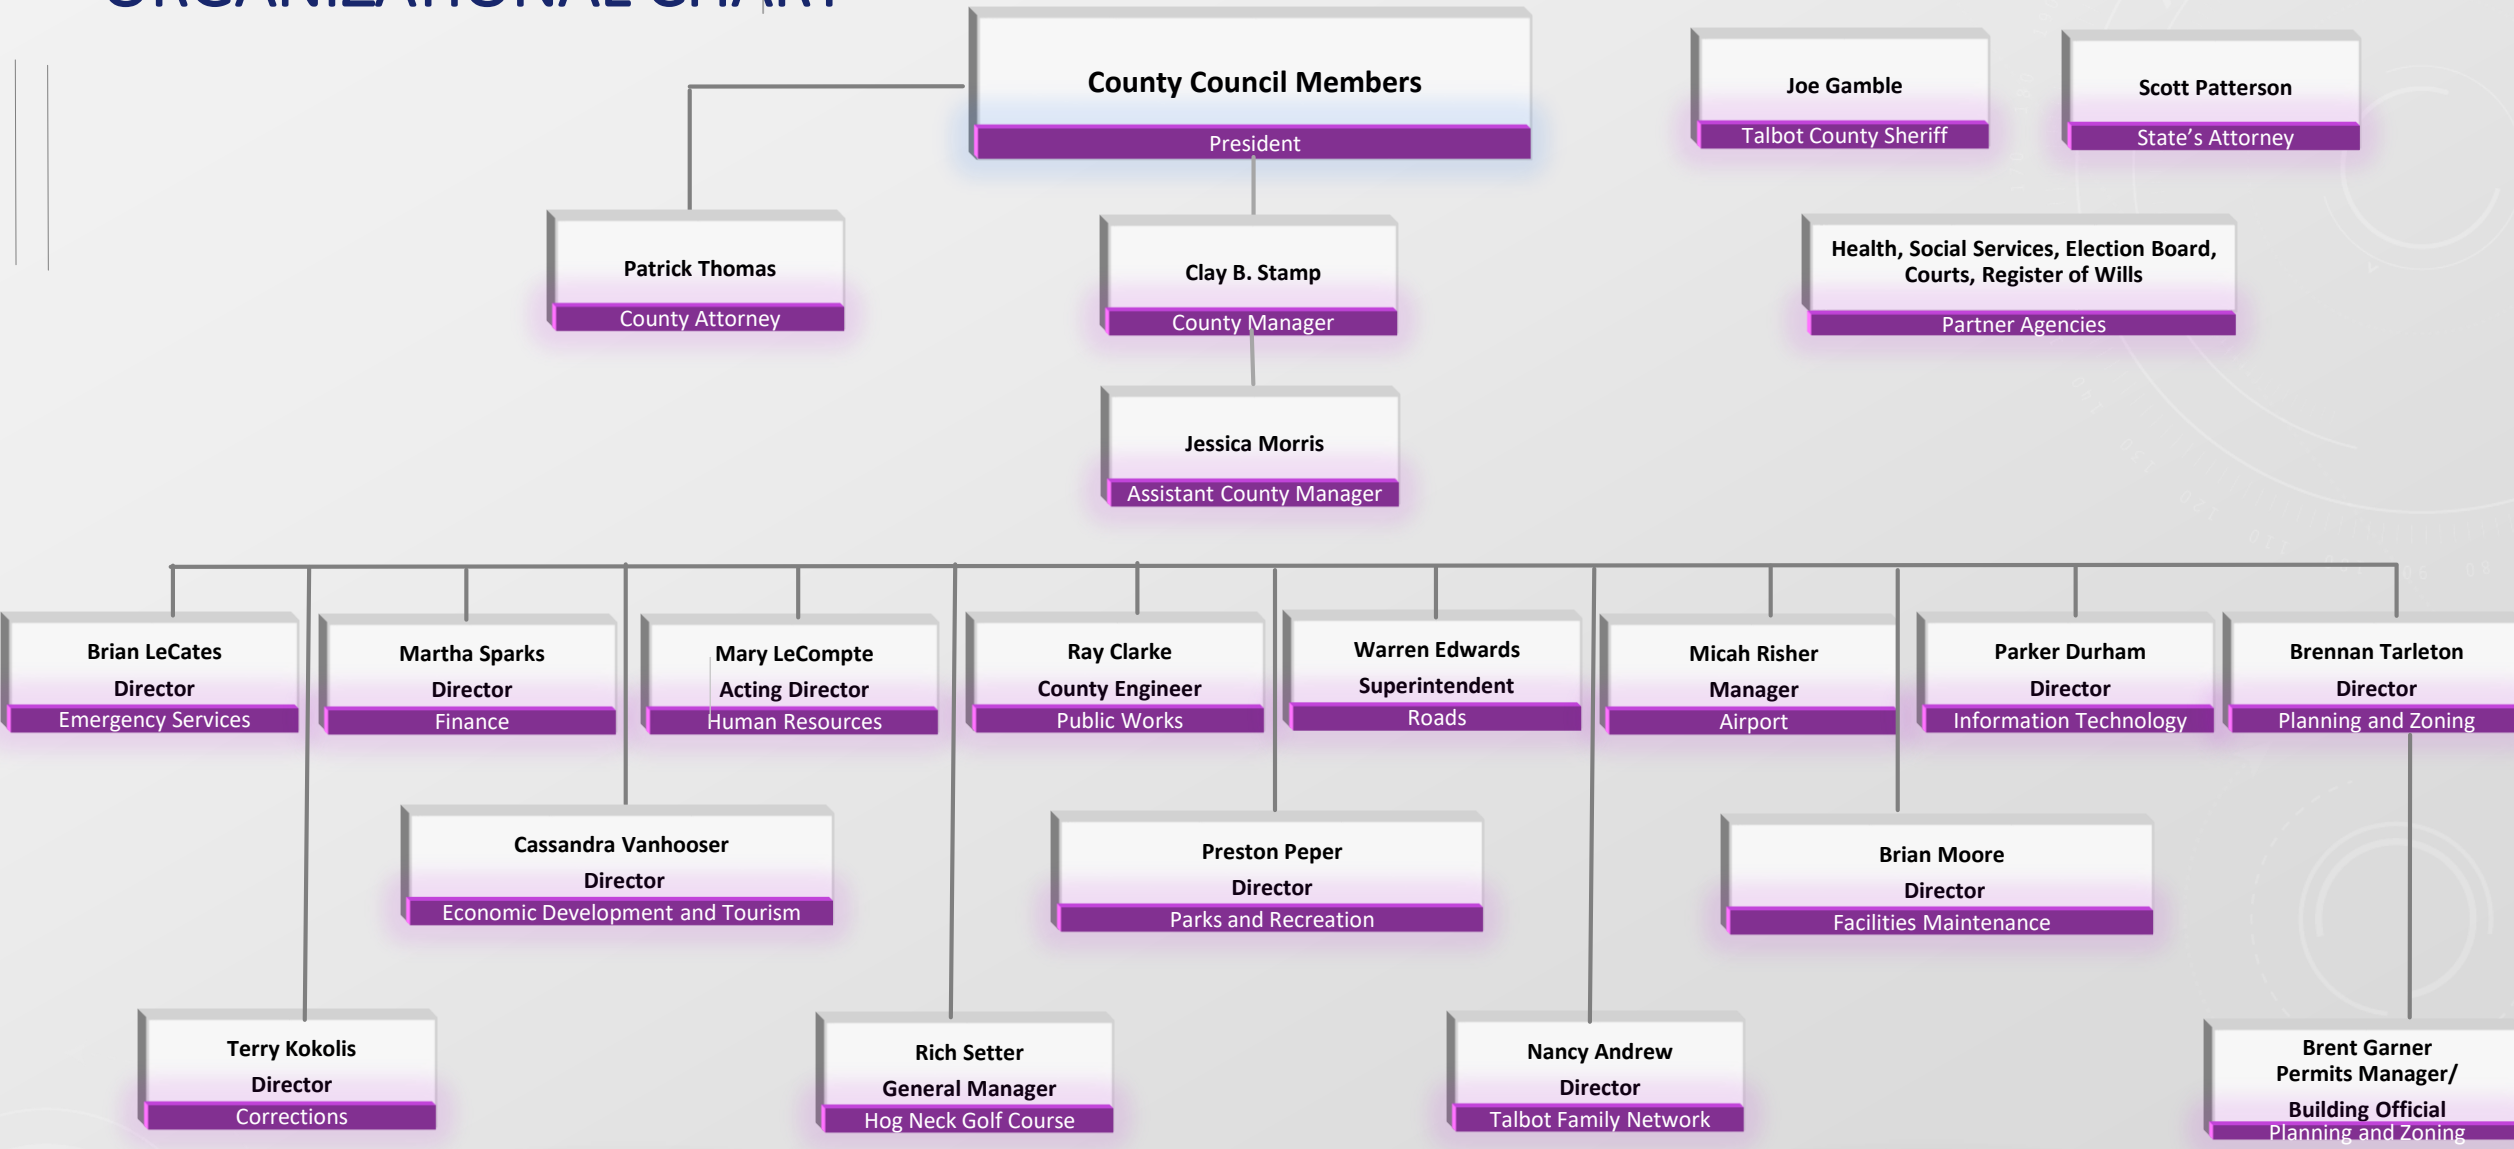 ORGANIZATIONAL CHART
County Council Members
President
Joe Gamble
Talbot County Sheriff
Scott Patterson
State's Attorney
Patrick Thomas
County Attorney
Clay B. Stamp
County Manager
Health, Social Services, Election Board,
Courts, Register of Wills
Partner Agencies
Jessica Morris
Assistant County Manager
Brian LeCates
Director
Emergency Services
Martha Sparks
Director
Finance
Mary LeCompte
Acting Director
Human Resources
Ray Clarke
County Engineer
Public Works
Warren Edwards
Superintendent
Roads
Micah Risher
Manager
Airport
Parker Durham
Director
Information Technology
Brennan Tarleton
Director
Planning and Zoning
Cassandra Vanhooser
Director
Economic Development and Tourism
Preston Peper
Director
Parks and Recreation
Brian Moore
Director
Facilities Maintenance
Terry Kokolis
Director
Corrections
Rich Setter
General Manager
Hog Neck Golf Course
Nancy Andrew
Director
Talbot Family Network
Brent Garner
Permits Manager/
Building Official
Planning and Zoning